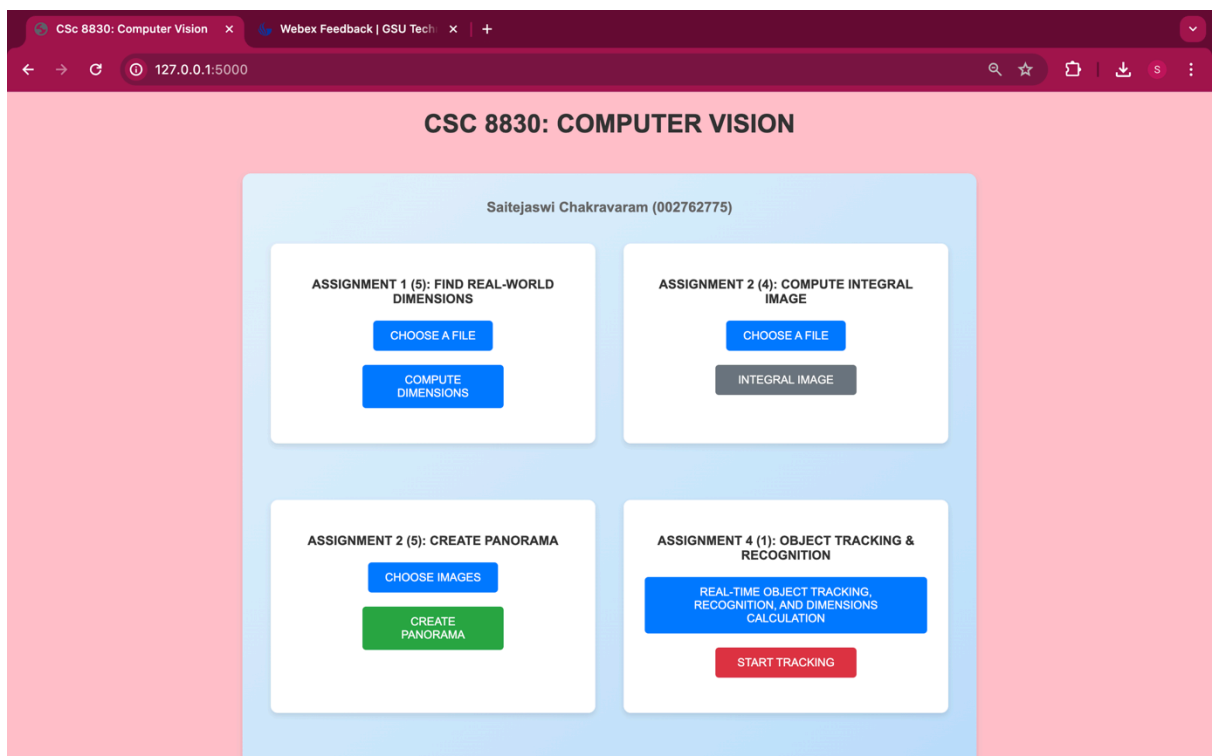 CSc 8830: Computer Vision
Webex Feedback | GSU Tech
127.0.0.1:5000
S
CSC 8830: COMPUTER VISION
Saitejaswi Chakravaram (002762775)
ASSIGNMENT 1 (5): FIND REAL-WORLD
DIMENSIONS
CHOOSE A FILE
COMPUTE
DIMENSIONS
ASSIGNMENT 2 (4): COMPUTE INTEGRAL
IMAGE
CHOOSE A FILE
INTEGRAL IMAGE
ASSIGNMENT 2 (5): CREATE PANORAMA
CHOOSE IMAGES
CREATE
PANORAMA
ASSIGNMENT 4 (1): OBJECT TRACKING &
RECOGNITION
REAL-TIME OBJECT TRACKING,
RECOGNITION, AND DIMENSIONS
CALCULATION
START TRACKING